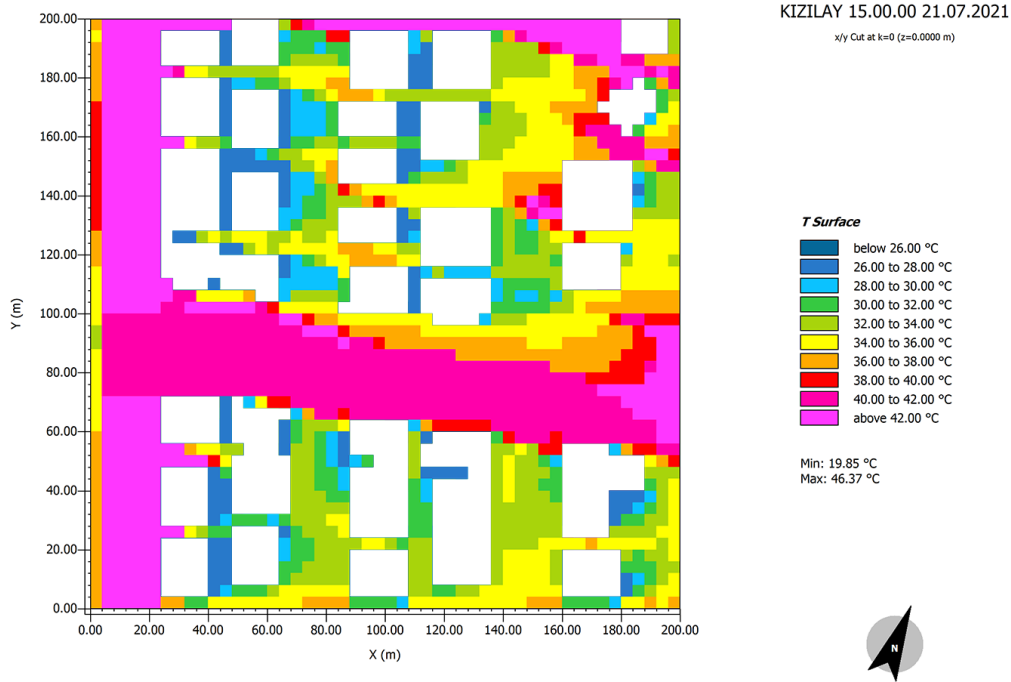 KIZILAY 15.00.00 21.07.2021
x/y Cut at k=0 (z=0.0000 m)
200.00
180.00
160.00
140.00
120.00
100.00
80.00
60.00
40.00
20.00
0.00
Y (m)
0.00 20.00 40.00 60.00 80.00 100.00 120.00 140.00 160.00 180.00 200.00
X (m)
T Surface
below 26.00 °C
26.00 to 28.00 °C
28.00 to 30.00 °C
30.00 to 32.00 °C
32.00 to 34.00 °C
34.00 to 36.00 °C
36.00 to 38.00 °C
38.00 to 40.00 °C
40.00 to 42.00 °C
above 42.00 °C
Min: 19.85 °C
Max: 46.37 °C
N